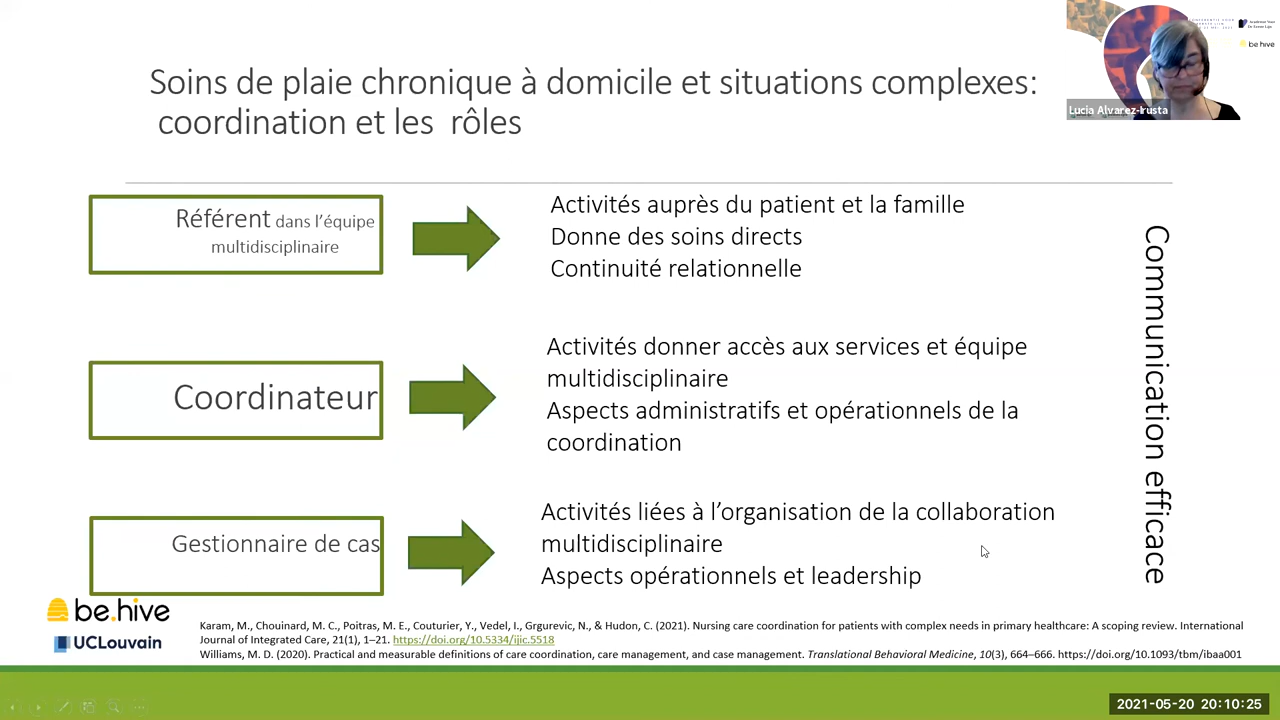 Soins de plaie chronique à domicile et situations complexes:
coordination et les rôles
be.hive
Lucia Alvarez-Irusta
Référent dans l’équipe
multidisciplinaire
Activités auprès du patient et la famille
Donne des soins directs
Continuité relationnelle
Coordinateur
Activités donner accès aux services et équipe
multidisciplinaire
Aspects administratifs et opérationnels de la
coordination
Gestionnaire de cas
Activités liées à l’organisation de la collaboration
multidisciplinaire
Aspects opérationnels et leadership
Communication efficace
be.hive
UCLouvain
Karam, M., Chouinard, M. C., Poitras, M. E., Couturier, Y., Vedel, I., Grgurevic, N., & Hudon, C. (2021). Nursing care coordination for patients with complex needs in primary healthcare: A scoping review. International
Journal of Integrated Care, 21(1), 1–21. https://doi.org/10.5334/ijic.5518
Williams, M. D. (2020). Practical and measurable definitions of care coordination, care management, and case management. Translational Behavioral Medicine, 10(3), 664–666. https://doi.org/10.1093/tbm/ibaa001
2021-05-20 20:10:25